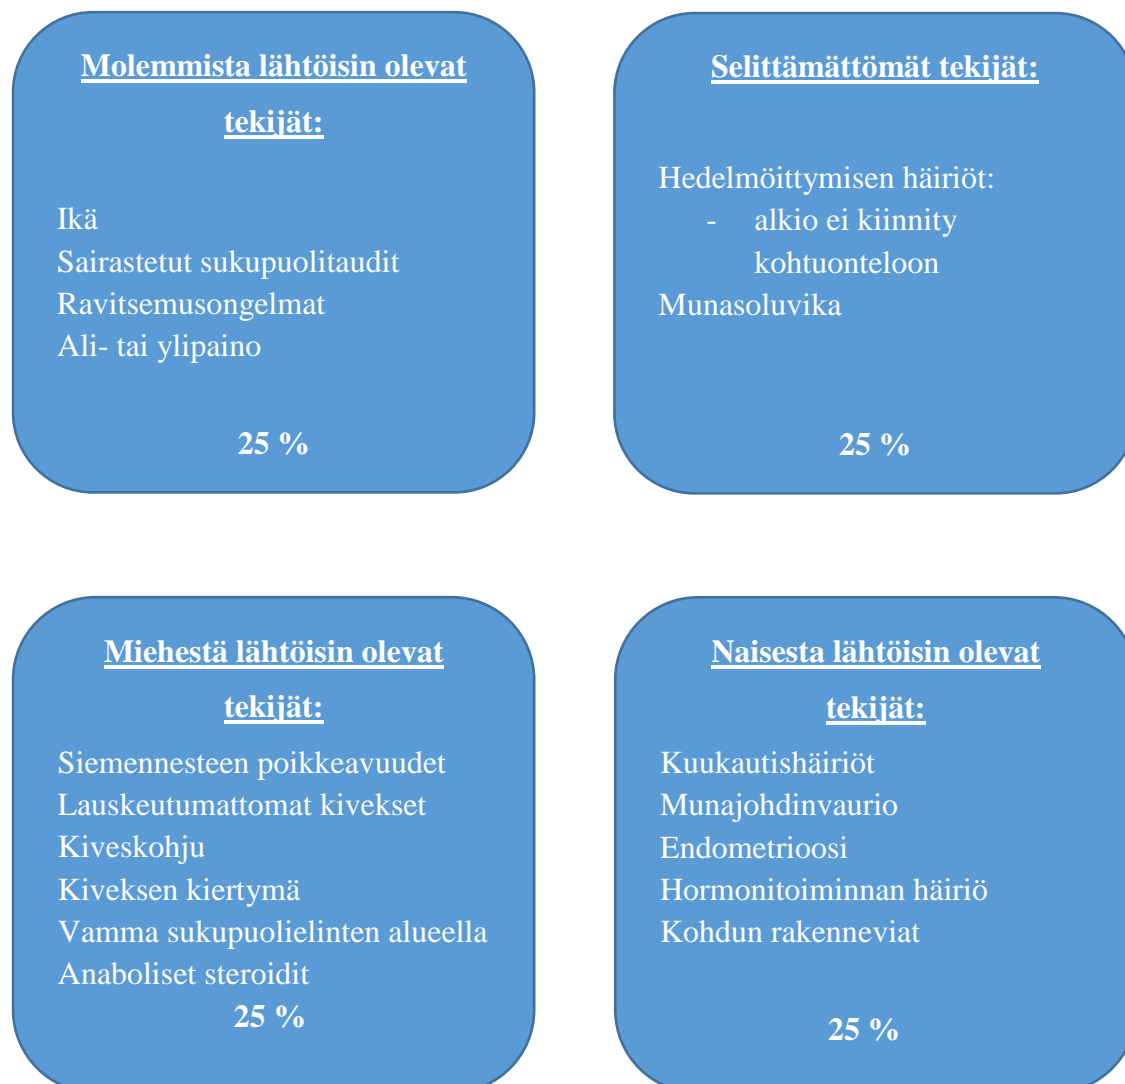 Molemmista lähtöisin olevat
tekijät:
Ikä
Sairastetut sukupuolitaudit
Ravitsemusongelmat
Ali- tai ylipaino
25 %
Selittämättömät tekijät:
Hedelmöittymisen häiriöt:
- alkio ei kiinnity
kohtuonteloon
Munasoluvika
25 %
Miehestä lähtöisin olevat
tekijät:
Siemennesteen poikkeavuudet
Lauskeutumattomat kivekset
Kiveskohju
Kiveksen kiertymä
Vamma sukupuolielinten alueella
Anaboliset steroidit
25 %
Naisesta lähtöisin olevat
tekijät:
Kuukautishäiriöt
Munajohdinvaurio
Endometrioosi
Hormonitoiminnan häiriö
Kohdun rakenneviat
25 %